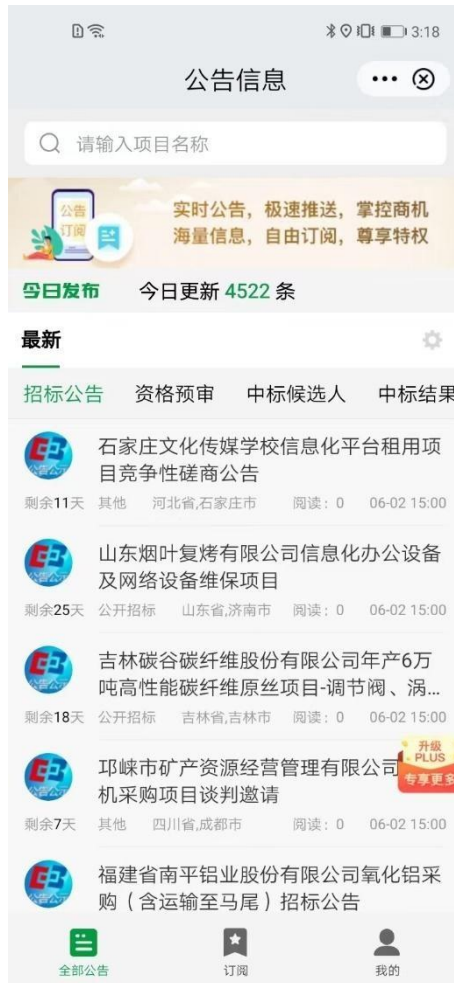 3:18
公告信息
请输入项目名称
公告
订阅
实时公告，极速推送，掌控商机
海量信息，自由订阅，尊享特权
今日发布 今日更新 4522 条
最新
招标公告 资格预审 中标候选人 中标结果
石家庄文化传媒学校信息化平台租用项
目竞争性磋商公告
剩余11天 其他 河北省,石家庄市 阅读：0 06-02 15:00
山东烟叶复烤有限公司信息化办公设备
及网络设备维保项目
剩余25天 公开招标 山东省,济南市 阅读：0 06-02 15:00
吉林碳谷碳纤维股份有限公司年产6万
吨高性能碳纤维原丝项目-调节阀、涡...
剩余18天 公开招标 吉林省,吉林市 阅读：0 06-02 15:00
邛崃市矿产资源经营管理有限公司
机采购项目谈判邀请
升级
PLUS
专享更多
剩余7天 其他 四川省,成都市 阅读：0 06-02 15:00
福建省南平铝业股份有限公司氧化铝采
购（含运输至马尾）招标公告
全部公告 订阅 我的